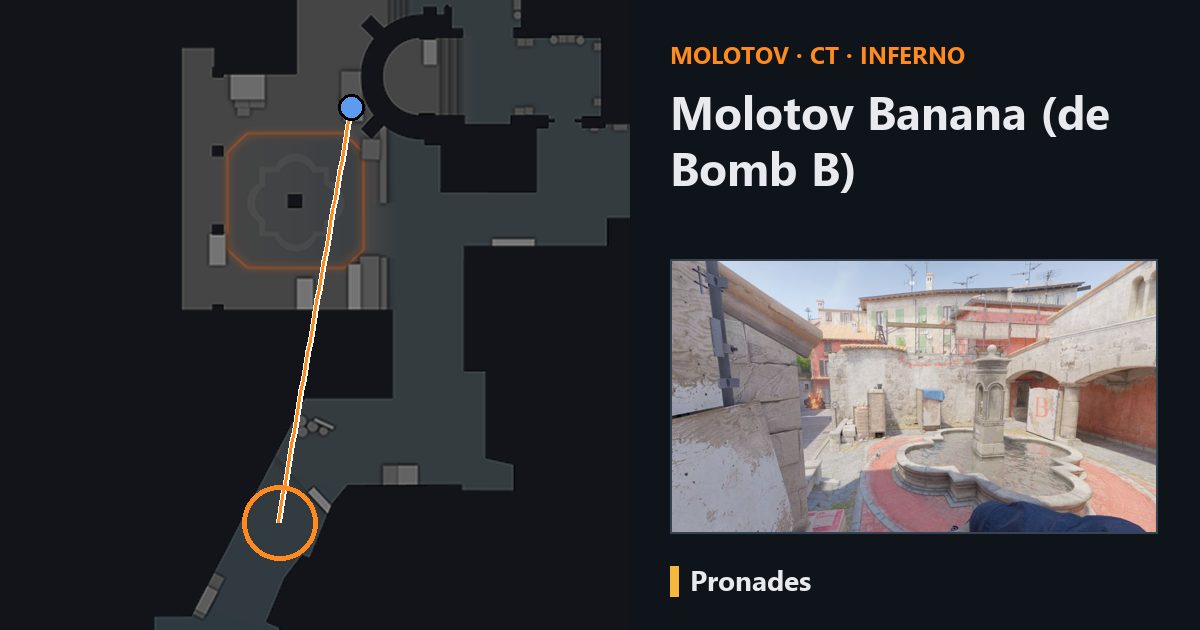 MOLOTOV · CT · INFERNO
Molotov Banana (de
Bomb B)
B
Pronades